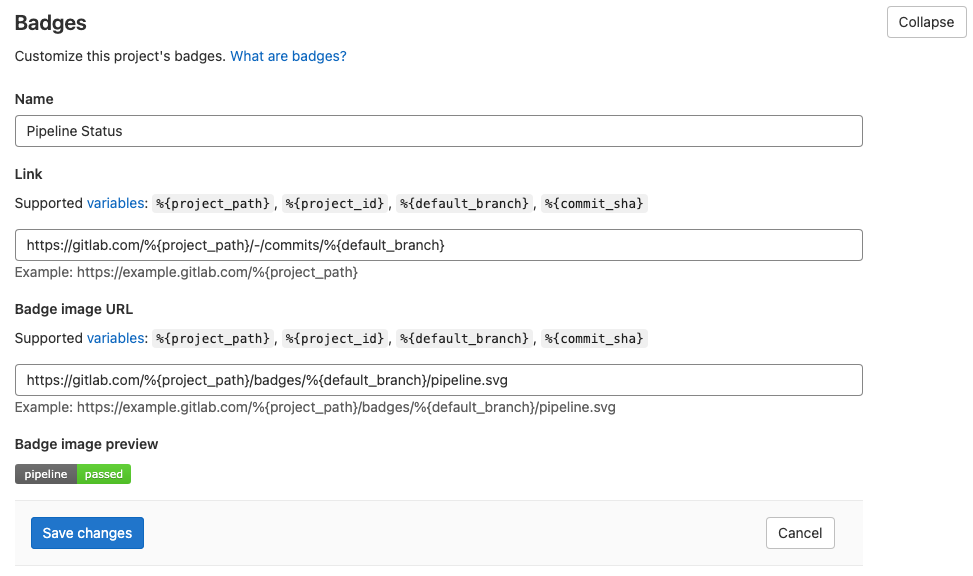 Badges
Collapse
Customize this project's badges. What are badges?
Name
Pipeline Status
Link
Supported variables: %{project_path}, %{project_id}, %{default_branch}, %{commit_sha}
https://gitlab.com/%{project_path}/-/commits/%{default_branch}
Example: https://example.gitlab.com/%{project_path}
Badge image URL
Supported variables: %{project_path}, %{project_id}, %{default_branch}, %{commit_sha}
https://gitlab.com/%{project_path}/badges/%{default_branch}/pipeline.svg
Example: https://example.gitlab.com/%{project_path}/badges/%{default_branch}/pipeline.svg
Badge image preview
pipeline passed
Save changes
Cancel